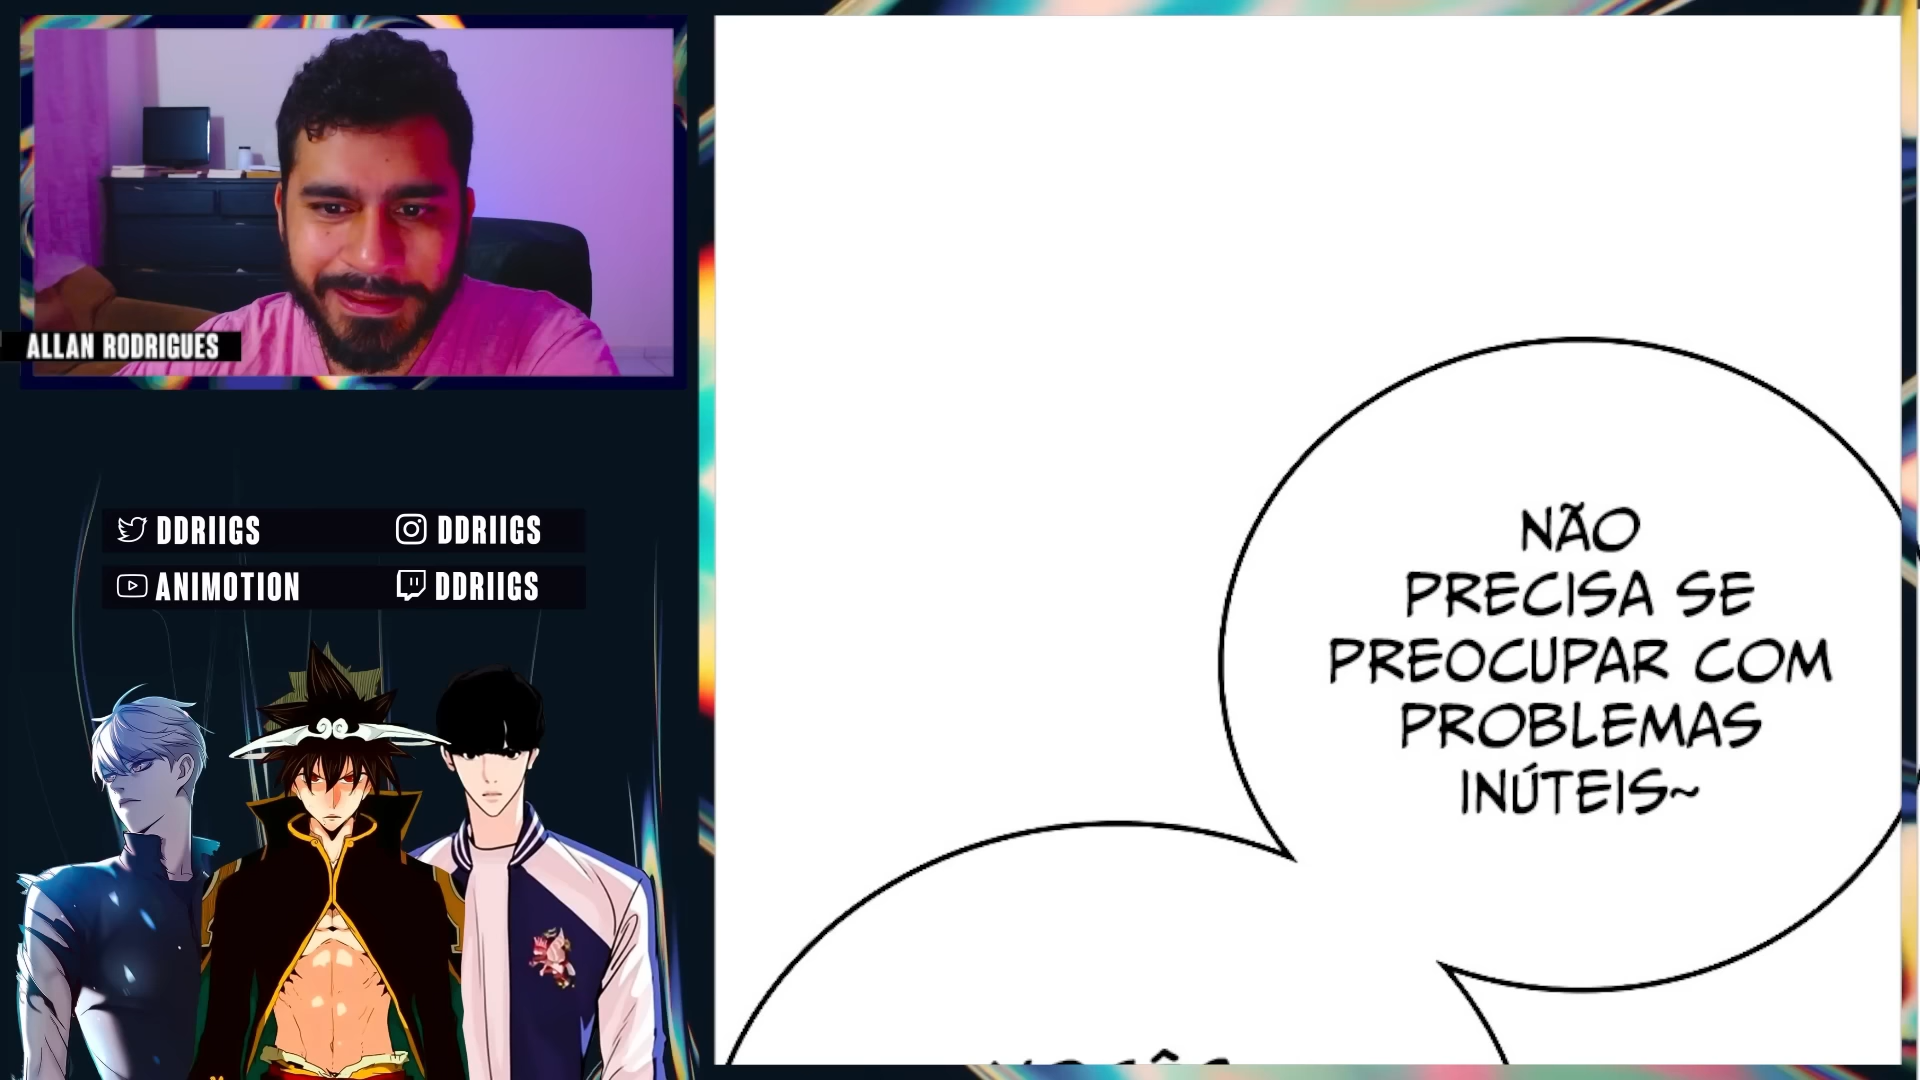 ALLAN RODRIGUES
DDRIIGS
DDRIIGS
ANIMOTION
DDRIIGS
NÃO
PRECISA SE
PREOCUPAR COM
PROBLEMAS
INÚTEIS~